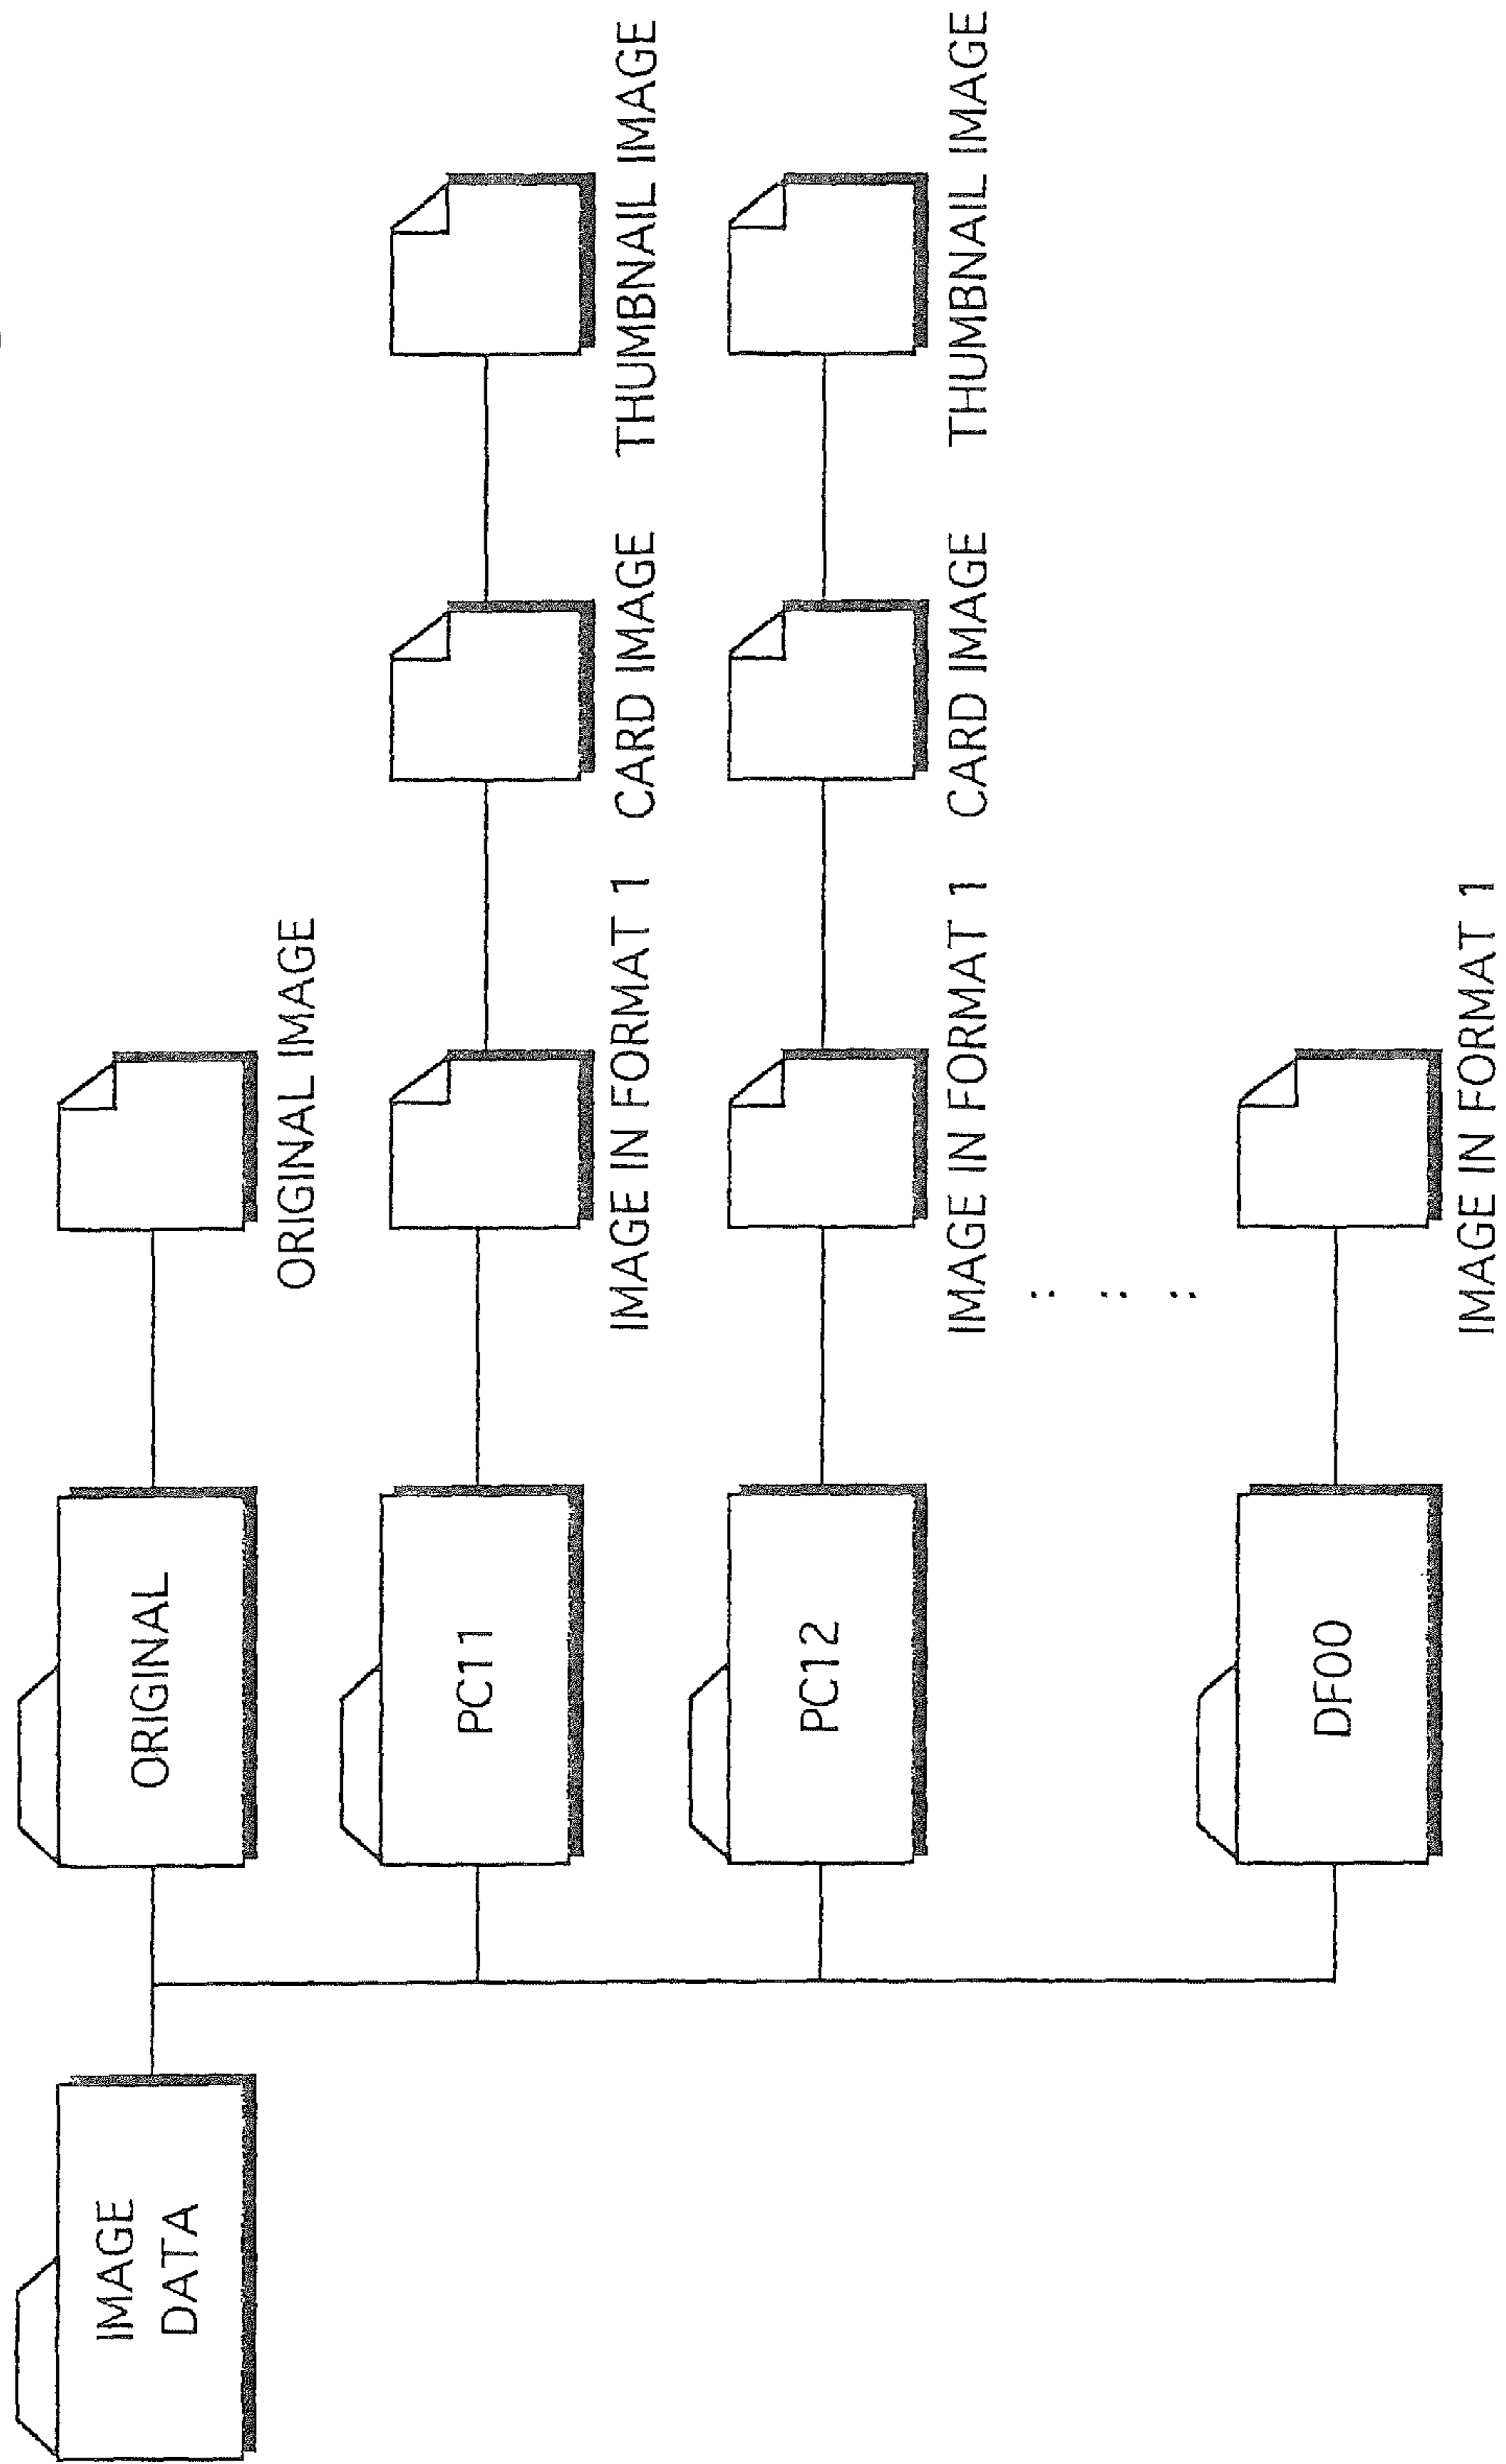 IMAGE
DATA
ORIGINAL
ORIGINAL IMAGE
PC11
IMAGE IN FORMAT 1
CARD IMAGE
THUMBNAIL IMAGE
PC12
IMAGE IN FORMAT 1
CARD IMAGE
THUMBNAIL IMAGE
DF00
IMAGE IN FORMAT 1